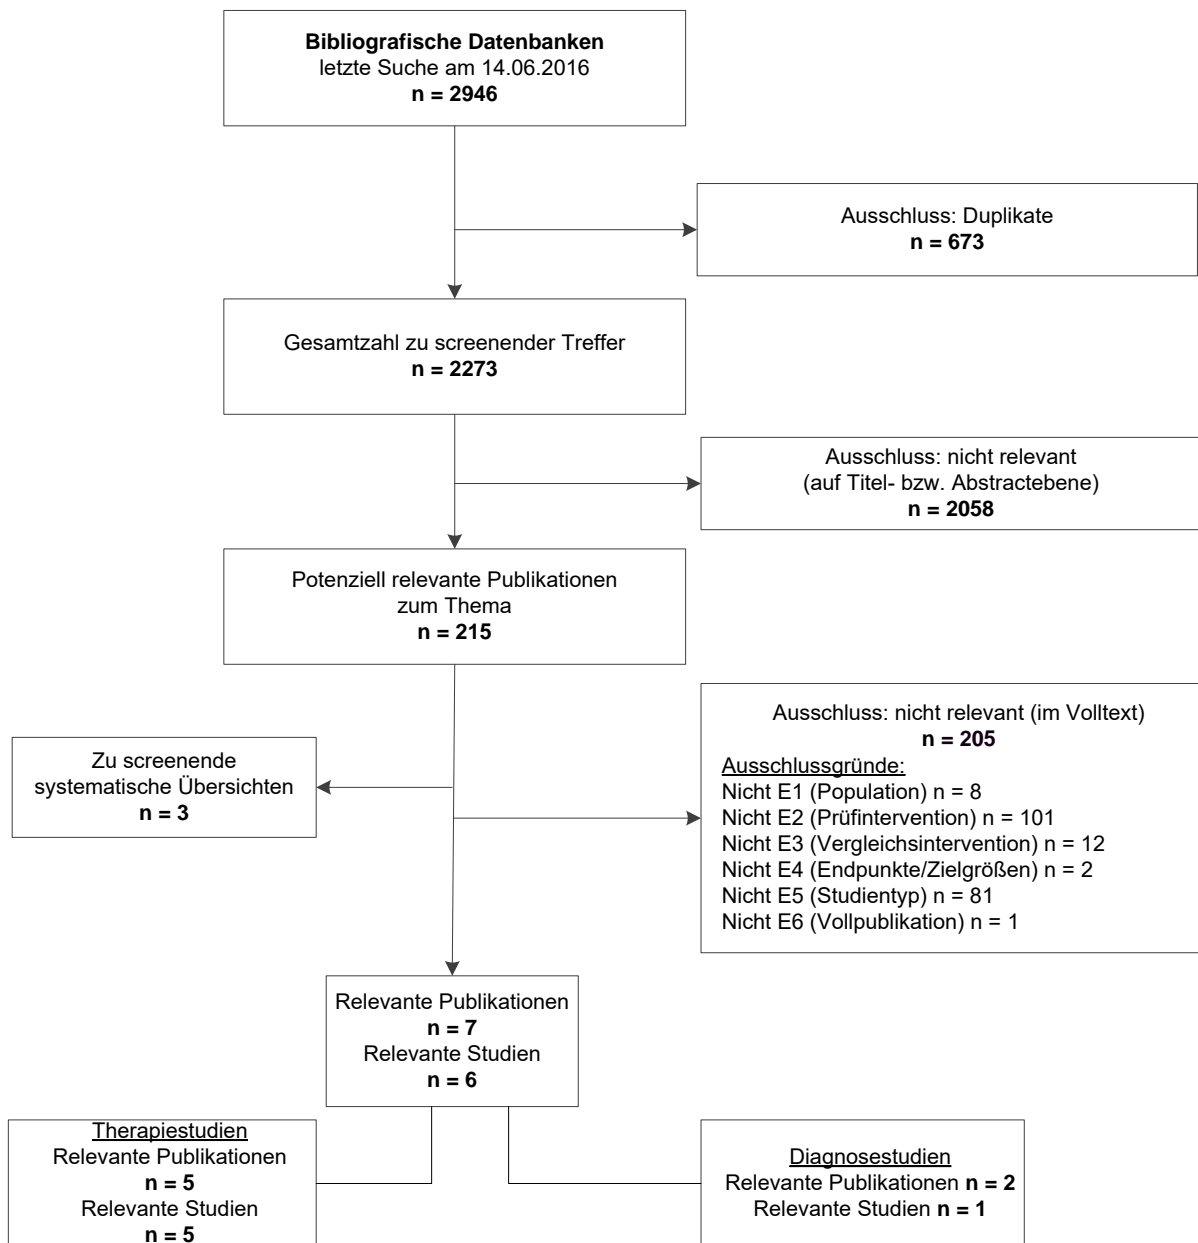 Bibliografische Datenbanken
letzte Suche am 14.06.2016
n = 2946
Ausschluss: Duplikate
n = 673
Gesamtzahl zu screenender Treffer
n = 2273
Ausschluss: nicht relevant
(auf Titel- bzw. Abstractebene)
n = 2058
Potenziell relevante Publikationen
zum Thema
n = 215
Ausschluss: nicht relevant (im Volltext)
n = 205
Ausschlussgründe:
Nicht E1 (Population) n = 8
Nicht E2 (Prüfintervention) n = 101
Nicht E3 (Vergleichsintervention) n = 12
Nicht E4 (Endpunkte/Zielgrößen) n = 2
Nicht E5 (Studientyp) n = 81
Nicht E6 (Vollpublikation) n = 1
Zu screenende
systematische Übersichten
n = 3
Relevante Publikationen
n = 7
Relevante Studien
n = 6
Therapiestudien
Relevante Publikationen
n = 5
Relevante Studien
n = 5
Diagnosestudien
Relevante Publikationen n = 2
Relevante Studien n = 1